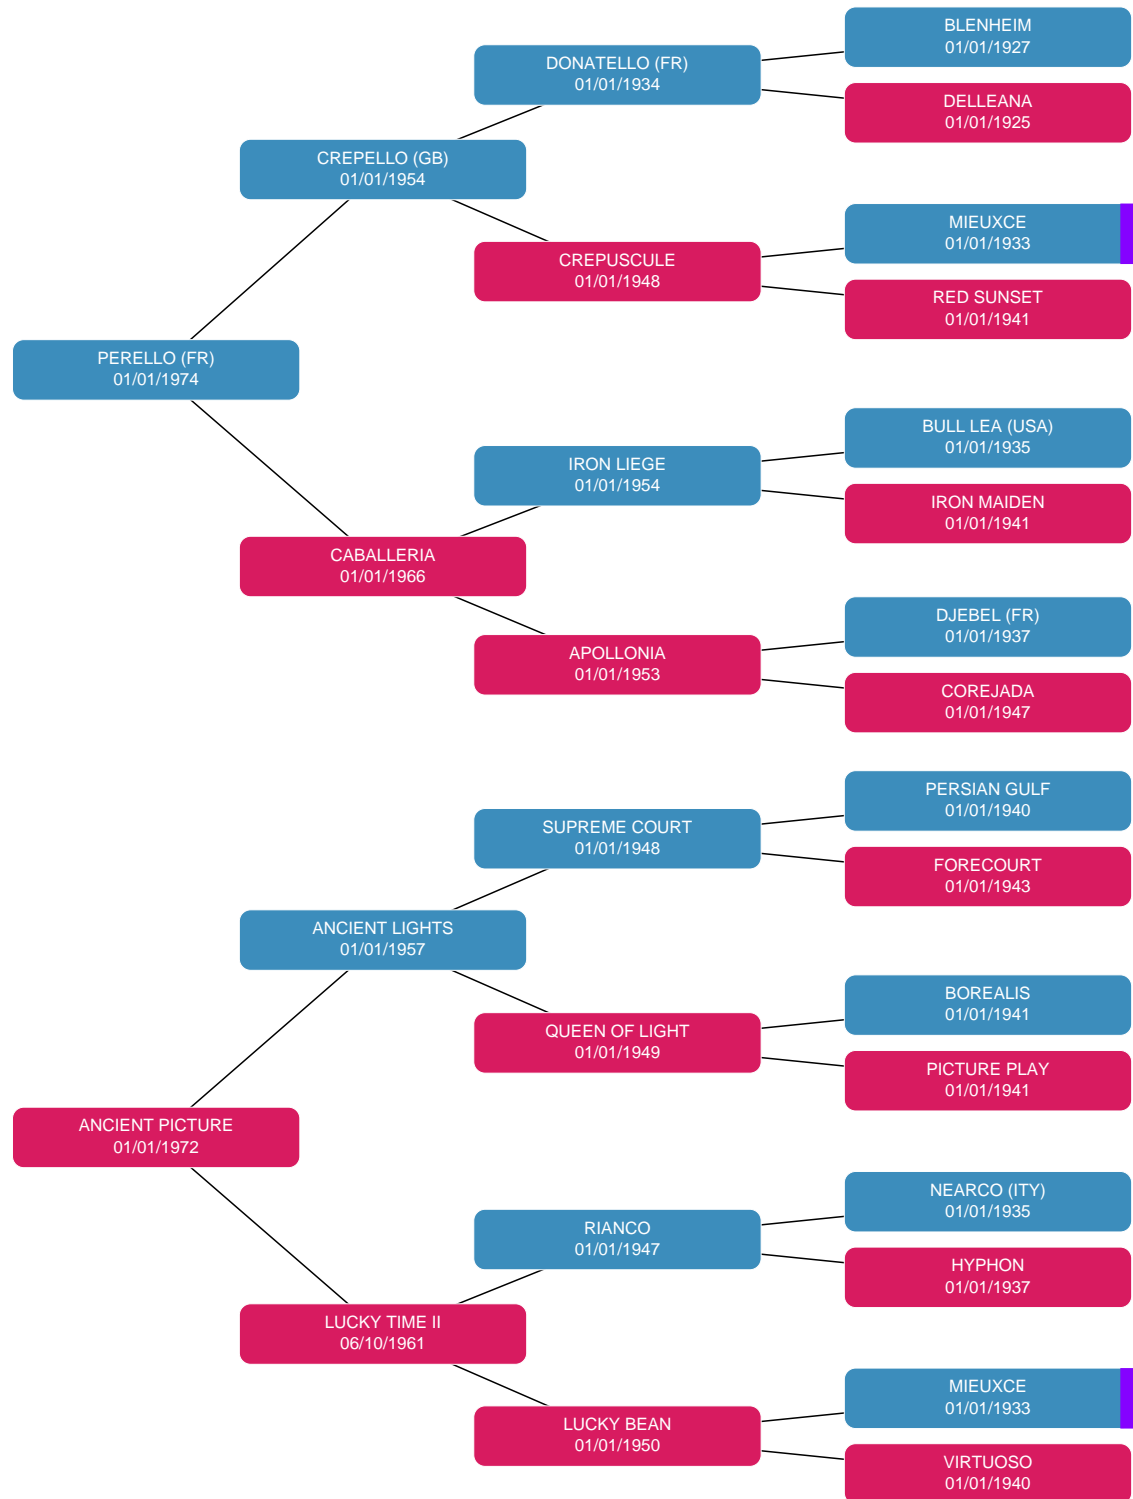 BLENHEIM
01/01/1927
DONATELLO (FR)
01/01/1934
DELLEANA
01/01/1925
CREPELLO (GB)
01/01/1954
MIEUXCE
01/01/1933
CREPUSCULE
01/01/1948
RED SUNSET
01/01/1941
PERELLO (FR)
01/01/1974
BULL LEA (USA)
01/01/1935
IRON LIEGE
01/01/1954
IRON MAIDEN
01/01/1941
CABALLERIA
01/01/1966
DJEBEL (FR)
01/01/1937
APOLLONIA
01/01/1953
COREJADA
01/01/1947
PERSIAN GULF
01/01/1940
SUPREME COURT
01/01/1948
FORECOURT
01/01/1943
ANCIENT LIGHTS
01/01/1957
BOREALIS
01/01/1941
QUEEN OF LIGHT
01/01/1949
PICTURE PLAY
01/01/1941
ANCIENT PICTURE
01/01/1972
NEARCO (ITY)
01/01/1935
RIANCO
01/01/1947
HYPHON
01/01/1937
LUCKY TIME II
06/10/1961
MIEUXCE
01/01/1933
LUCKY BEAN
01/01/1950
VIRTUOSO
01/01/1940